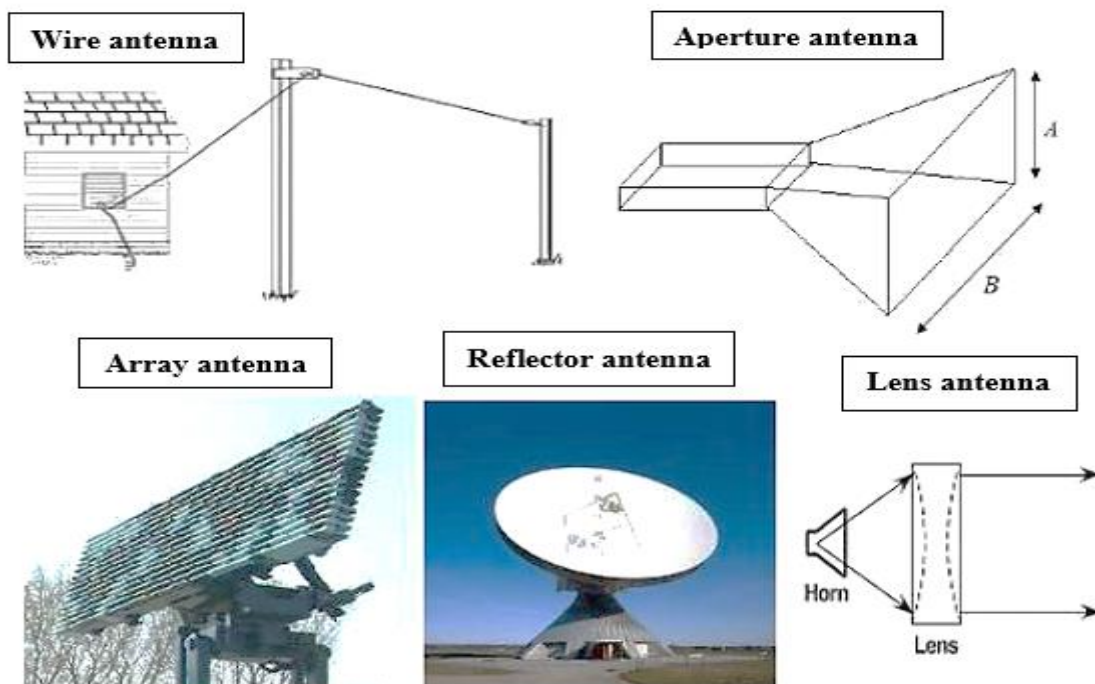 Wire antenna
Aperture antenna
A
B
Array antenna
Reflector antenna
Lens antenna
Horn
Lens